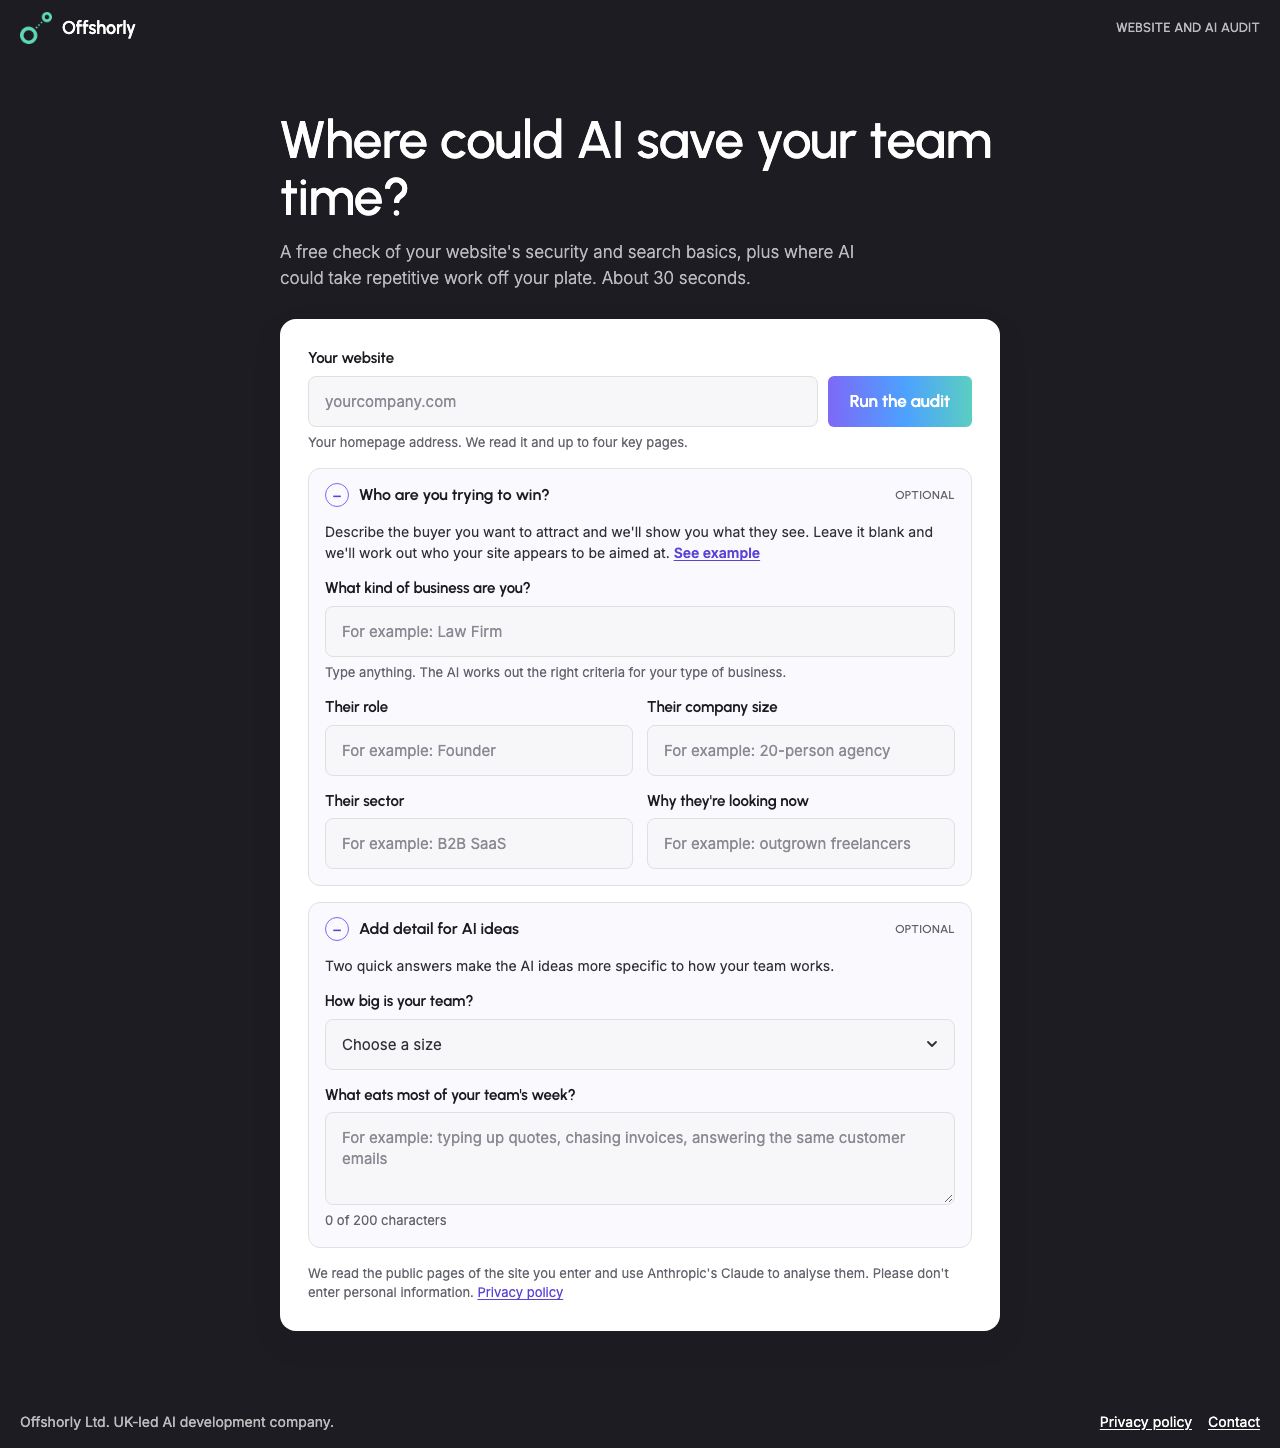 Offshorly
WEBSITE AND AI AUDIT
Where could AI save your team
time?
A free check of your website's security and search basics, plus where AI
could take repetitive work off your plate. About 30 seconds.
Your website
yourcompany.com
Run the audit
Your homepage address. We read it and up to four key pages.
Who are you trying to win?
OPTIONAL
Describe the buyer you want to attract and we'll show you what they see. Leave it blank and
we'll work out who your site appears to be aimed at. See example
What kind of business are you?
For example: Law Firm
Type anything. The AI works out the right criteria for your type of business.
Their role
Their company size
For example: Founder
For example: 20-person agency
Their sector
Why they're looking now
For example: B2B SaaS
For example: outgrown freelancers
Add detail for AI ideas
OPTIONAL
Two quick answers make the AI ideas more specific to how your team works.
How big is your team?
Choose a size
What eats most of your team's week?
For example: typing up quotes, chasing invoices, answering the same customer
emails
0 of 200 characters
We read the public pages of the site you enter and use Anthropic's Claude to analyse them. Please don't
enter personal information. Privacy policy
Offshorly Ltd. UK-led AI development company.
Privacy policy
Contact